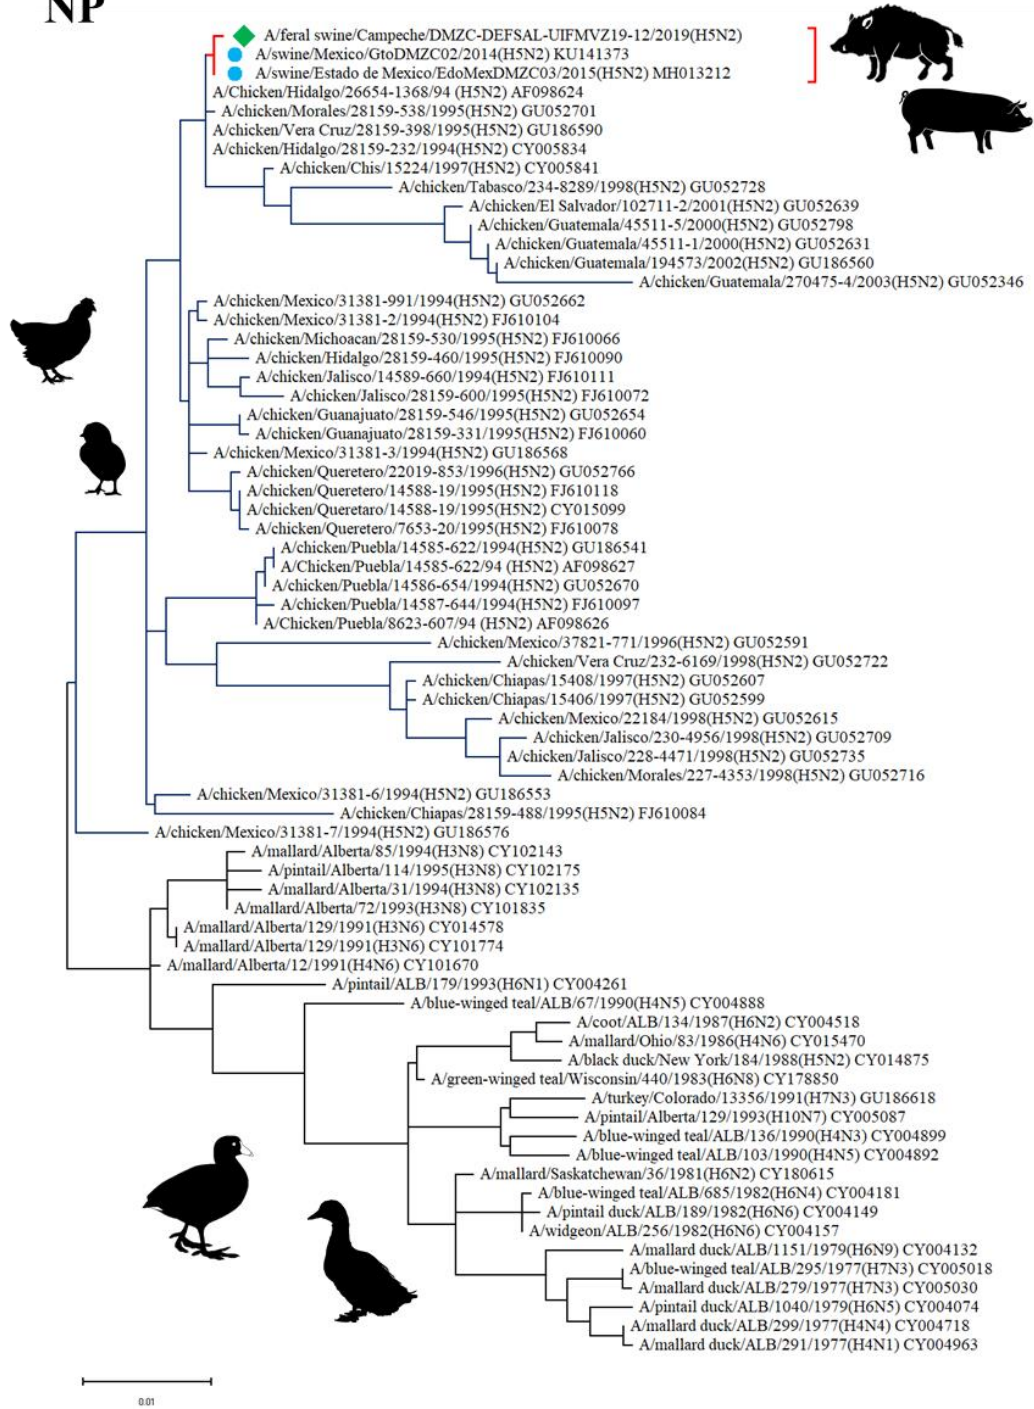 NP
A/feral swine/Campeche/DMZC-DEFSAL-UIFMVZ19-12/2019(H5N2)
A/swine/Mexico/GtoDMZC02/2014(H5N2) KU141373
A/swine/Estado de Mexico/EdoMexDMZC03/2015(H5N2) MH013212
A/Chicken/Hidalgo/26654-1368/94 (H5N2) AF098624
A/chicken/Morales/28159-538/1995(H5N2) GU052701
A/chicken/Vera Cruz/28159-398/1995(H5N2) GU186590
A/chicken/Hidalgo/28159-232/1994(H5N2) CY005834
A/chicken/Chis/15224/1997(H5N2) CY005841
A/chicken/Tabasco/234-8289/1998(H5N2) GU052728
A/chicken/El Salvador/102711-2/2001(H5N2) GU052639
A/chicken/Guatemala/45511-5/2000(H5N2) GU052798
A/chicken/Guatemala/45511-1/2000(H5N2) GU052631
A/chicken/Guatemala/194573/2002(H5N2) GU186560
A/chicken/Guatemala/270475-4/2003(H5N2) GU052346
A/chicken/Mexico/31381-991/1994(H5N2) GU052662
A/chicken/Mexico/31381-2/1994(H5N2) FJ610104
A/chicken/Michoacan/28159-530/1995(H5N2) FJ610066
A/chicken/Hidalgo/28159-460/1995(H5N2) FJ610090
A/chicken/Jalisco/14589-660/1994(H5N2) FJ610111
A/chicken/Jalisco/28159-600/1995(H5N2) FJ610072
A/chicken/Guanajuato/28159-546/1995(H5N2) GU052654
A/chicken/Guanajuato/28159-331/1995(H5N2) FJ610060
A/chicken/Mexico/31381-3/1994(H5N2) GU186568
A/chicken/Queretero/22019-853/1996(H5N2) GU052766
A/chicken/Queretero/14588-19/1995(H5N2) FJ610118
A/chicken/Queretaro/14588-19/1995(H5N2) CY015099
A/chicken/Queretero/7653-20/1995(H5N2) FJ610078
A/chicken/Puebla/14585-622/1994(H5N2) GU186541
A/Chicken/Puebla/14585-622/94 (H5N2) AF098627
A/chicken/Puebla/14586-654/1994(H5N2) GU052670
A/chicken/Puebla/14587-644/1994(H5N2) FJ610097
A/Chicken/Puebla/8623-607/94 (H5N2) AF098626
A/chicken/Mexico/37821-771/1996(H5N2) GU052591
A/chicken/Vera Cruz/232-6169/1998(H5N2) GU052722
A/chicken/Chiapas/15408/1997(H5N2) GU052607
A/chicken/Chiapas/15406/1997(H5N2) GU052599
A/chicken/Mexico/22184/1998(H5N2) GU052615
A/chicken/Jalisco/230-4956/1998(H5N2) GU052709
A/chicken/Jalisco/228-4471/1998(H5N2) GU052735
A/chicken/Morales/227-4353/1998(H5N2) GU052716
A/chicken/Mexico/31381-6/1994(H5N2) GU186553
A/chicken/Chiapas/28159-488/1995(H5N2) FJ610084
A/chicken/Mexico/31381-7/1994(H5N2) GU186576
A/mallard/Alberta/85/1994(H3N8) CY102143
A/pintail/Alberta/114/1995(H3N8) CY102175
A/mallard/Alberta/31/1994(H3N8) CY102135
A/mallard/Alberta/72/1993(H3N8) CY101835
A/mallard/Alberta/129/1991(H3N6) CY014578
A/mallard/Alberta/129/1991(H3N6) CY101774
A/mallard/Alberta/12/1991(H4N6) CY101670
A/pintail/ALB/179/1993(H6N1) CY004261
A/blue-winged teal/ALB/67/1990(H4N5) CY004888
A/coot/ALB/134/1987(H6N2) CY004518
A/mallard/Ohio/83/1986(H4N6) CY015470
A/black duck/New York/184/1988(H5N2) CY014875
A/green-winged teal/Wisconsin/440/1983(H6N8) CY178850
A/turkey/Colorado/13356/1991(H7N3) GU186618
A/pintail/Alberta/129/1993(H10N7) CY005087
A/blue-winged teal/ALB/136/1990(H4N3) CY004899
A/blue-winged teal/ALB/103/1990(H4N5) CY004892
A/mallard/Saskatchewan/36/1981(H6N2) CY180615
A/blue-winged teal/ALB/685/1982(H6N4) CY004181
A/pintail duck/ALB/189/1982(H6N6) CY004149
A/widgeon/ALB/256/1982(H6N6) CY004157
A/mallard duck/ALB/1151/1979(H6N9) CY004132
A/blue-winged teal/ALB/295/1977(H7N3) CY005018
A/mallard duck/ALB/279/1977(H7N3) CY005030
A/pintail duck/ALB/1040/1979(H6N5) CY004074
A/mallard duck/ALB/299/1977(H4N4) CY004718
A/mallard duck/ALB/291/1977(H4N1) CY004963
0.01